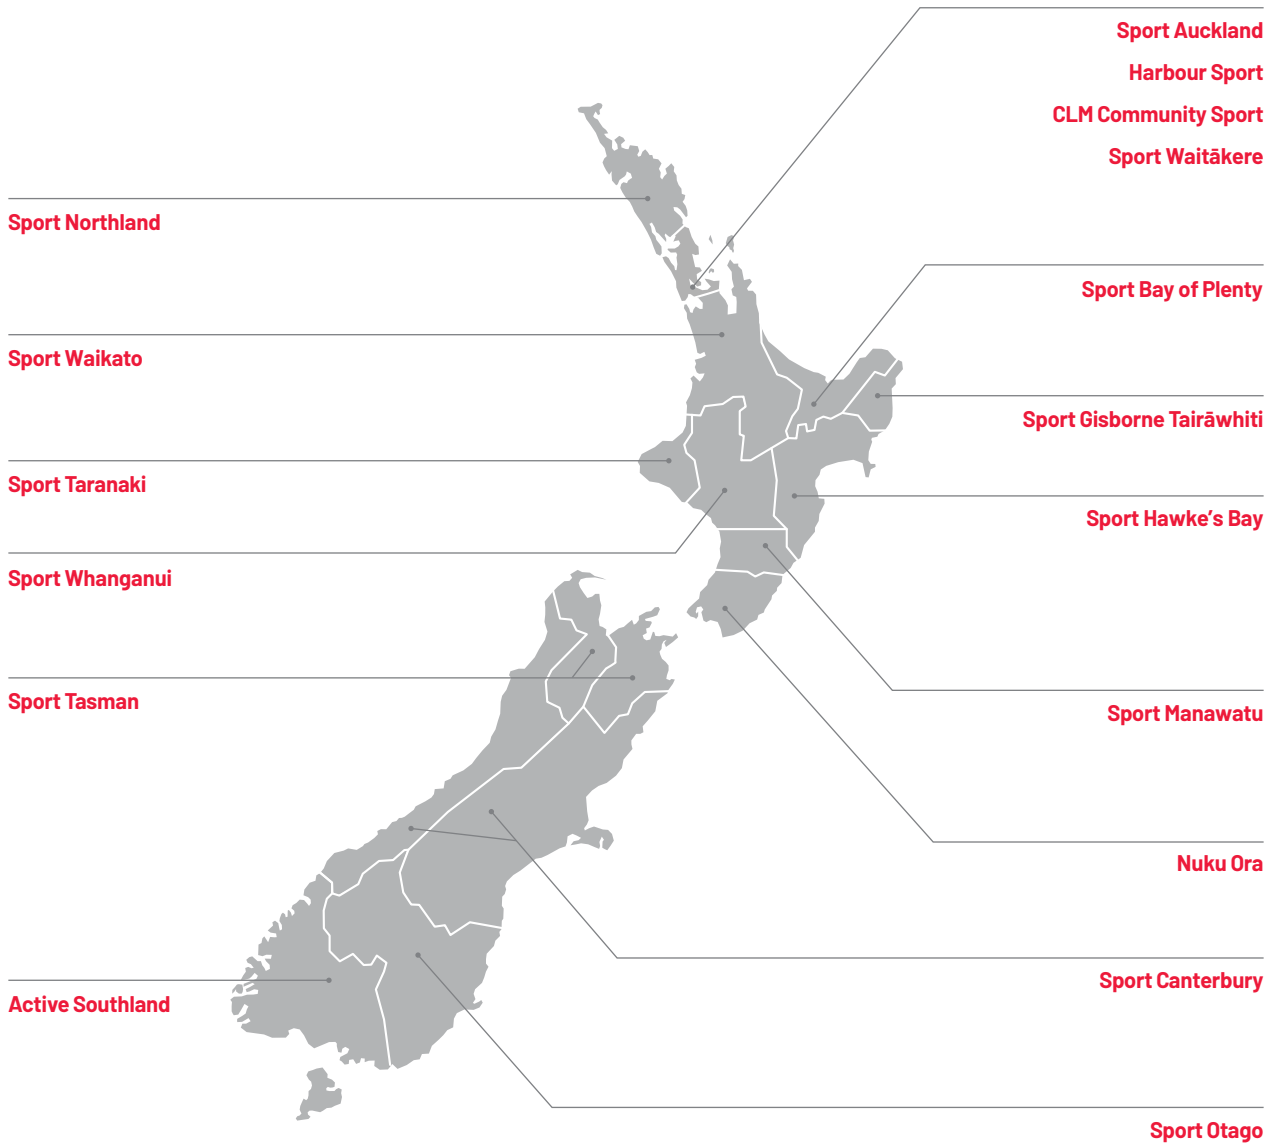 Sport Auckland
Harbour Sport
CLM Community Sport
Sport Waitākere
Sport Northland
Sport Bay of Plenty
Sport Waikato
Sport Gisborne Tairāwhiti
Sport Taranaki
Sport Hawke’s Bay
Sport Whanganui
Sport Tasman
Sport Manawatu
Nuku Ora
Sport Canterbury
Active Southland
Sport Otago